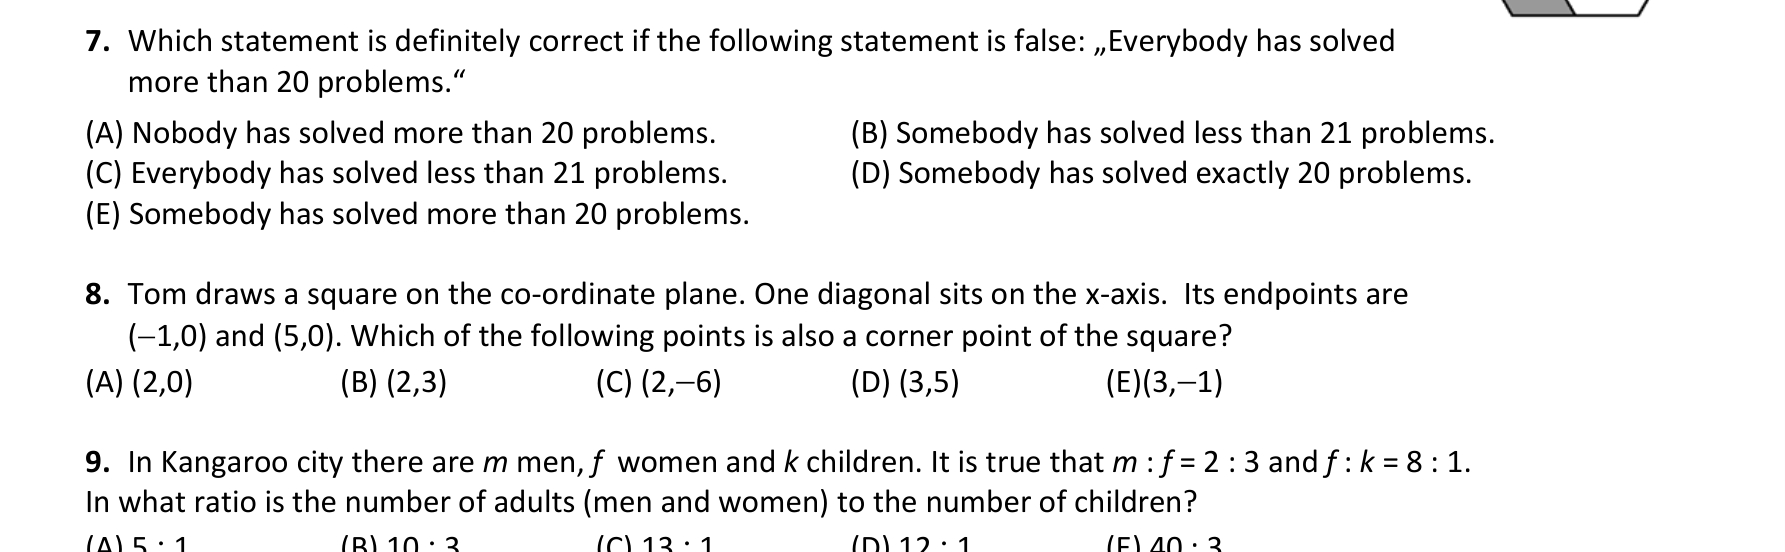 7. Which statement is definitely correct if the following statement is false: „Everybody has solved
more than 20 problems.“
(A) Nobody has solved more than 20 problems. (B) Somebody has solved less than 21 problems.
(C) Everybody has solved less than 21 problems. (D) Somebody has solved exactly 20 problems.
(E) Somebody has solved more than 20 problems.
8. Tom draws a square on the co-ordinate plane. One diagonal sits on the x-axis. Its endpoints are
(–1,0) and (5,0). Which of the following points is also a corner point of the square?
(A) (2,0) (B) (2,3) (C) (2,–6) (D) (3,5) (E)(3,–1)
9. In Kangaroo city there are m men, f women and k children. It is true that m : f = 2 : 3 and f : k = 8 : 1.
In what ratio is the number of adults (men and women) to the number of children?
(A) 5 : 1 (B) 10 : 3 (C) 13 : 1 (D) 12 : 1 (E) 40 : 3